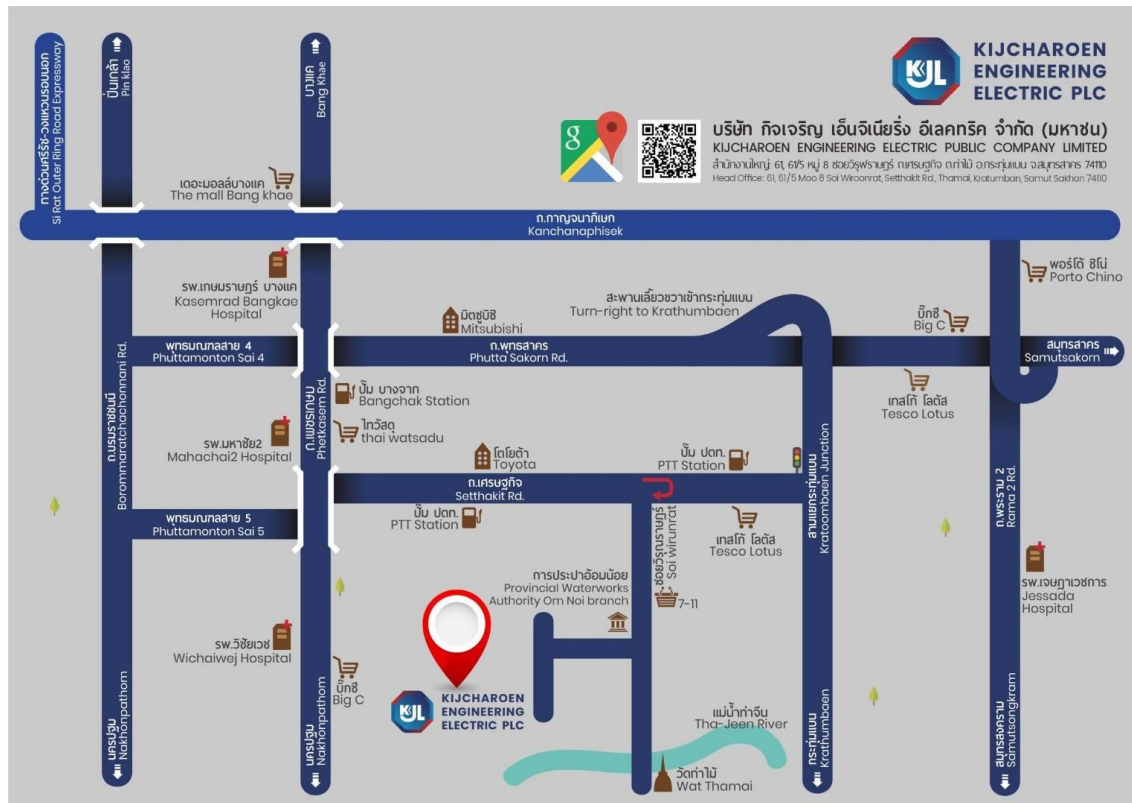 ทางด่วนศรีรัช-วงแหวนรอบนอก
Si Rat Outer Ring Road Expressway
ปิ่นเกล้า
Pin klao
บางแค
Bang Khae
KJL
KIJCHAROEN
ENGINEERING
ELECTRIC PLC
g
บริษัท กิจเจริญ เอ็นจิเนียริ่ง อีเลคทริค จำกัด (มหาชน)
KIJCHAROEN ENGINEERING ELECTRIC PUBLIC COMPANY LIMITED
สำนักงานใหญ่: 61, 61/5 หมู่ 8 ซอยวิรุฬราษฎร์ ถ.เศรษฐกิจ ต.ท่าไม้ อ.กระทุ่มแบน จ.สมุทรสาคร 74110
Head Office: 61, 61/5 Moo 8 Soi Wiroonrat, Setthakit Rd., Thamai, Kratumban, Samut Sakhon 74110
เดอะมอลล์บางแค
The mall Bang khae
ถ.กาญจนาภิเษก
Kanchanaphisek
รพ.เกษมราษฎร์ บางแค
Kasemrad Bangkae
Hospital
สะพานเลี้ยวขวาเข้ากระทุ่มแบน
Turn-right to Krathumbaen
พอร์โต้ ชิโน่
Porto Chino
มิตซูบิชิ
Mitsubishi
บิ๊กซี
Big C
พุทธมณฑลสาย 4
Phuttamonton Sai 4
ถ.พุทธสาคร
Phutta Sakorn Rd.
สมุทรสาคร
Samutsakorn
ถ.บรมราชชนนี
Borommaratchachonnani Rd.
ถ.เพชรเกษม
Phetkasem Rd.
ปั๊ม บางจาก
Bangchak Station
เทสโก้ โลตัส
Tesco Lotus
ไทวัสดุ
thai watsadu
รพ.มหาชัย2
Mahachai2 Hospital
โตโยต้า
Toyota
ปั๊ม ปตท.
PTT Station
ถ.เศรษฐกิจ
Setthakit Rd.
สามแยกกระทุ่มแบน
Kratoombaen Junction
ถ.พระราม 2
Rama 2 Rd.
ปั๊ม ปตท.
PTT Station
พุทธมณฑลสาย 5
Phuttamonton Sai 5
ซอยวิรุณราษฎร์
Soi wirunrat
เทสโก้ โลตัส
Tesco Lotus
การประปาอ้อมน้อย
Provincial Waterworks
Authority Om Noi branch
7-11
รพ.เจษฎาเวชการ
Jessada
Hospital
รพ.วิชัยเวช
Wichaiwej Hospital
บิ๊กซี
Big C
KJL
KIJCHAROEN
ENGINEERING
ELECTRIC PLC
แม่น้ำท่าจีน
Tha-Jeen River
วัดท่าไม้
Wat Thamai
นครปฐม
Nakhonpathom
นครปฐม
Nakhonpathom
กระทุ่มแบน
Krathumbaen
สมุทรสงคราม
Samutsongkram